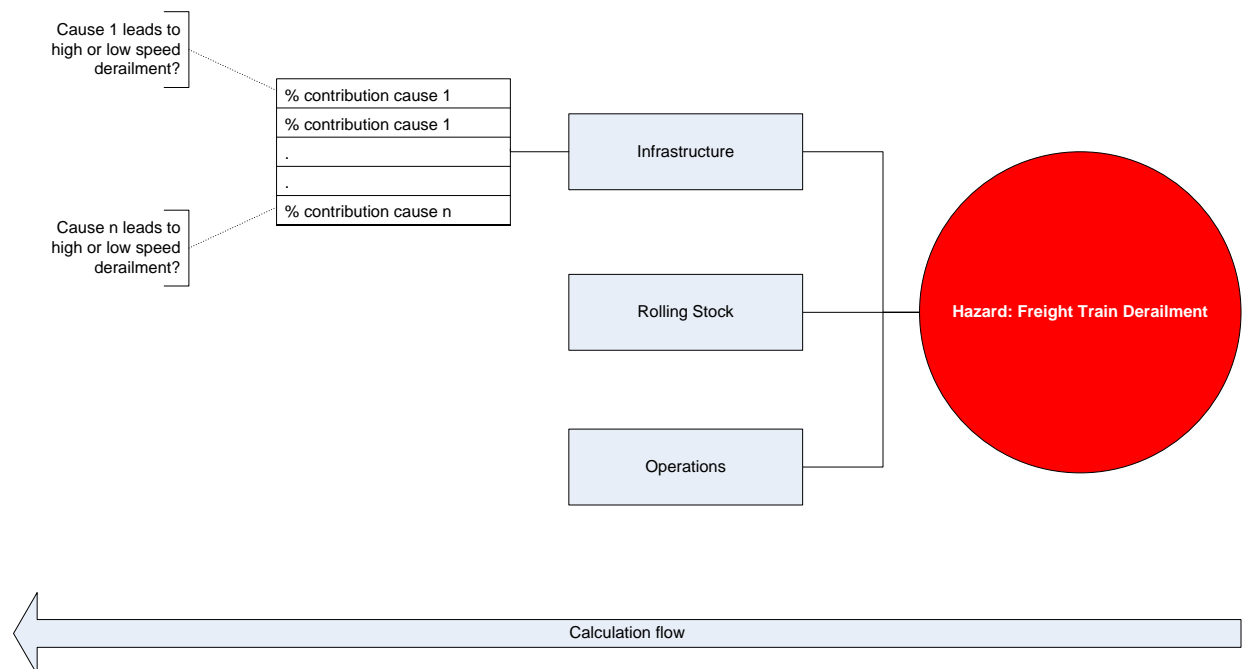 Cause 1 leads to
high or low speed
derailment?
% contribution cause 1
% contribution cause 1
.
.
% contribution cause n
Cause n leads to
high or low speed
derailment?
Infrastructure
Rolling Stock
Operations
Hazard: Freight Train Derailment
Calculation flow